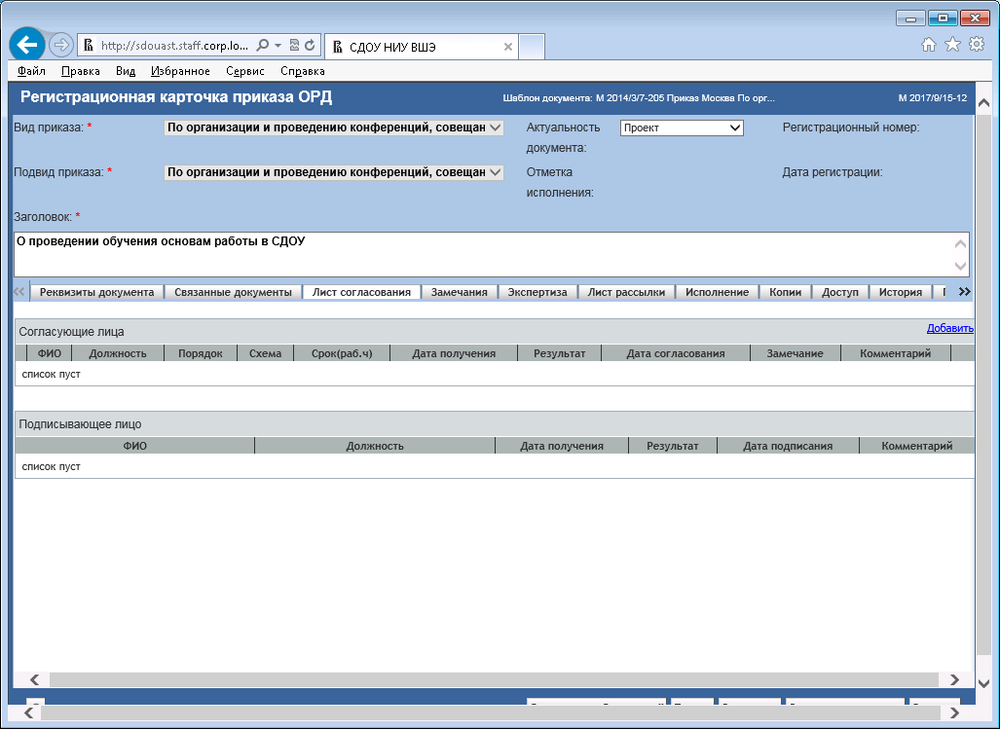 http://sdouast.staff.corp.lo...
СДОУ НИУ ВШЭ
Файл Правка Вид Избранное Сервис Справка
Регистрационная карточка приказа ОРД Шаблон документа: М 2014/3/7-205 Приказ Москва По орг... М 2017/9/15-12
Вид приказа: * По организации и проведению конференций, совещан Актуальность документа: Проект Регистрационный номер:
Подвид приказа: * По организации и проведению конференций, совещан Отметка исполнения: Дата регистрации:
Заголовок: *
О проведении обучения основам работы в СДОУ
Реквизиты документа Связанные документы Лист согласования Замечания Экспертиза Лист рассылки Исполнение Копии Доступ История
Согласующие лица Добавить
ФИО Должность Порядок Схема Срок(раб.ч) Дата получения Результат Дата согласования Замечание Комментарий
список пуст
Подписывающее лицо
ФИО Должность Дата получения Результат Дата подписания Комментарий
список пуст